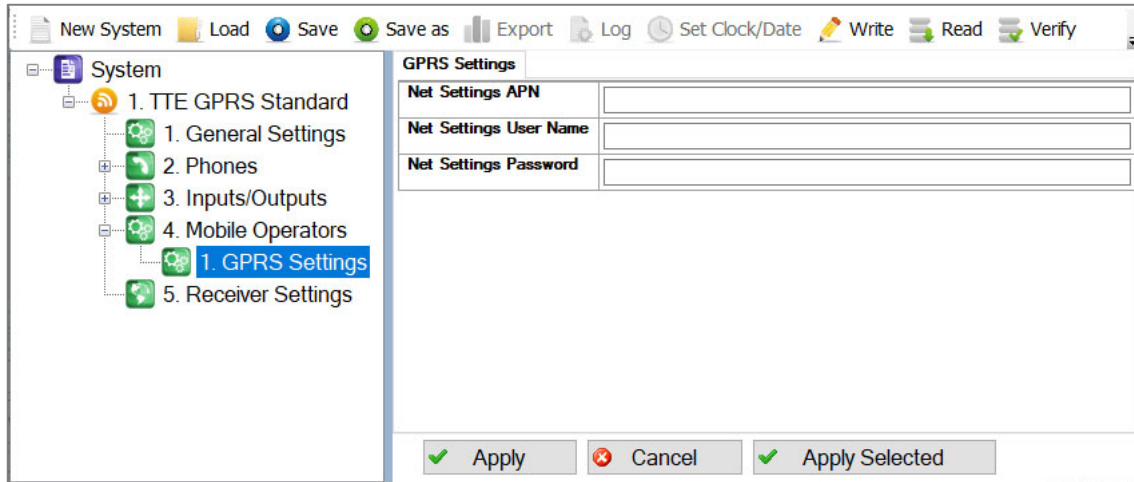 New System Load Save Save as Export Log Set Clock/Date Write Read Verify
System
1. TTE GPRS Standard
1. General Settings
2. Phones
3. Inputs/Outputs
4. Mobile Operators
1. GPRS Settings
5. Receiver Settings
GPRS Settings
Net Settings APN
Net Settings User Name
Net Settings Password
Apply Cancel Apply Selected